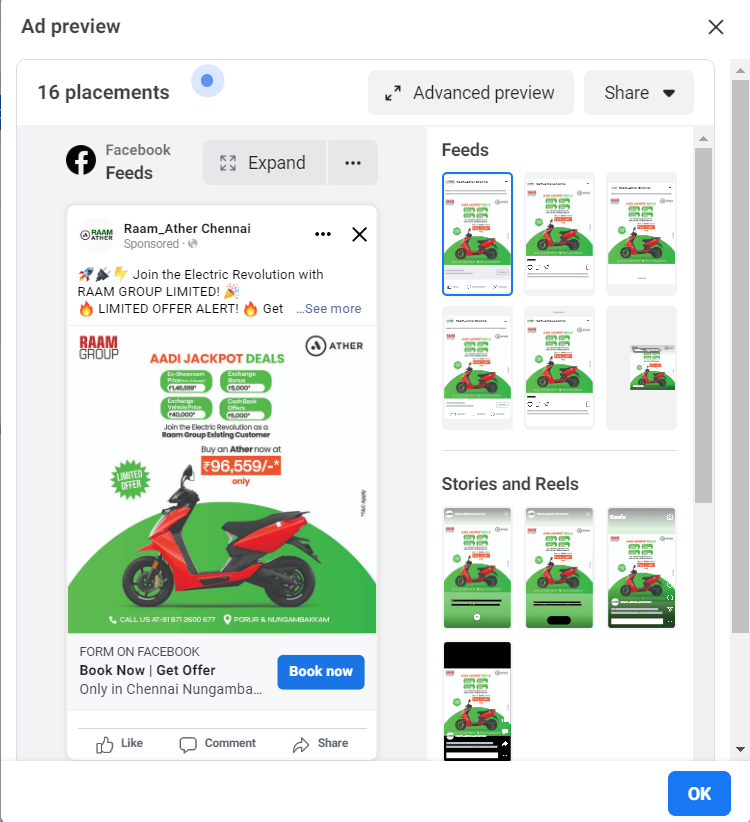 Ad preview
16 placements
Advanced preview
Share
Facebook
Feeds
Expand
Raam_Ather Chennai
Sponsored ·
🚀🎉⚡ Join the Electric Revolution with
RAAM GROUP LIMITED! 🎉
🔥 LIMITED OFFER ALERT! 🔥 Get ...See more
RAAM
GROUP
ATHER
AADI JACKPOT DEALS
Ex-Showroom
Price
₹1,46,559*
Exchange
Bonus
₹5,000*
Exchange
Vehicle Price
₹40,000*
Cash Back
Offers
₹5,000*
Join the Electric Revolution as a
Raam Group Existing Customer
Buy an Ather now at
₹96,559/-*
only
LIMITED
OFFER
*T&C Apply
CALL US AT-91 871 2600 677
PORUR & NUNGAMBAKKAM
FORM ON FACEBOOK
Book Now | Get Offer
Only in Chennai Nungamba...
Book now
Like
Comment
Share
Feeds
Stories and Reels
OK